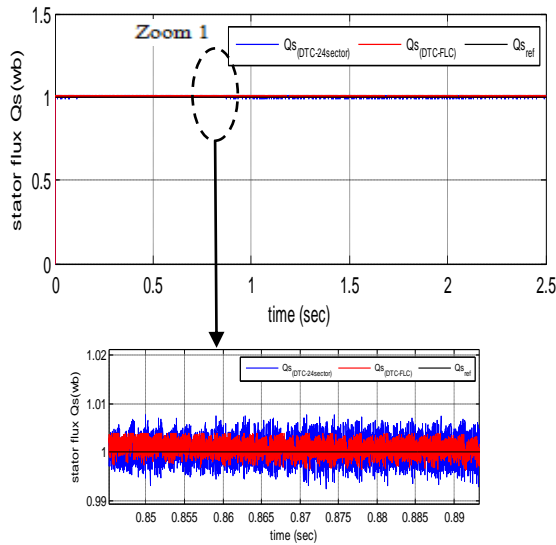 Zoom 1
Qs(DTC-24sector) Qs(DTC-FLC) Qsref
stator flux Qs(wb)
1.5
1
0.5
0
0 0.5 1 1.5 2 2.5
time (sec)
Qs(DTC-24sector) Qs(DTC-FLC) Qsref
stator flux Qs(wb)
1.02
1.01
1.005
1
0.99
0.85 0.855 0.86 0.865 0.87 0.875 0.88 0.885 0.89
time (sec)